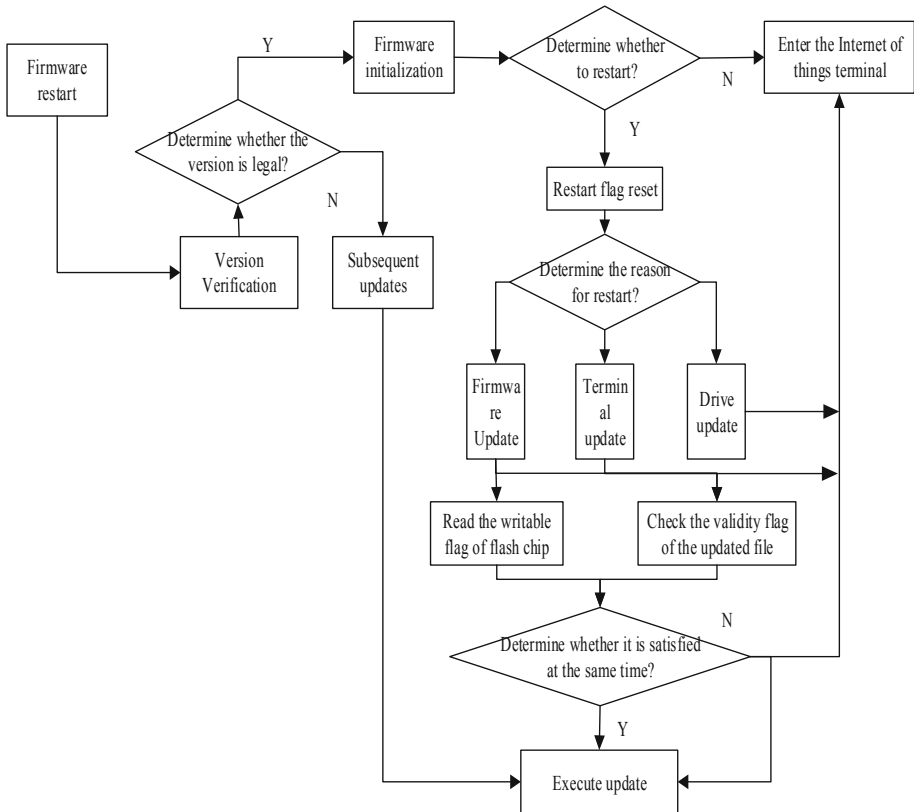 Firmware
restart
Y
Firmware
initialization
Determine whether
to restart?
N
Enter the Internet of
things terminal
Determine whether the
version is legal?
N
Y
Restart flag reset
Version
Verification
Subsequent
updates
Determine the reason
for restart?
Firmwa
re
Update
Termin
al
update
Drive
update
Read the writable
flag of flash chip
Check the validity flag
of the updated file
N
Determine whether it is satisfied
at the same time?
Y
Execute update